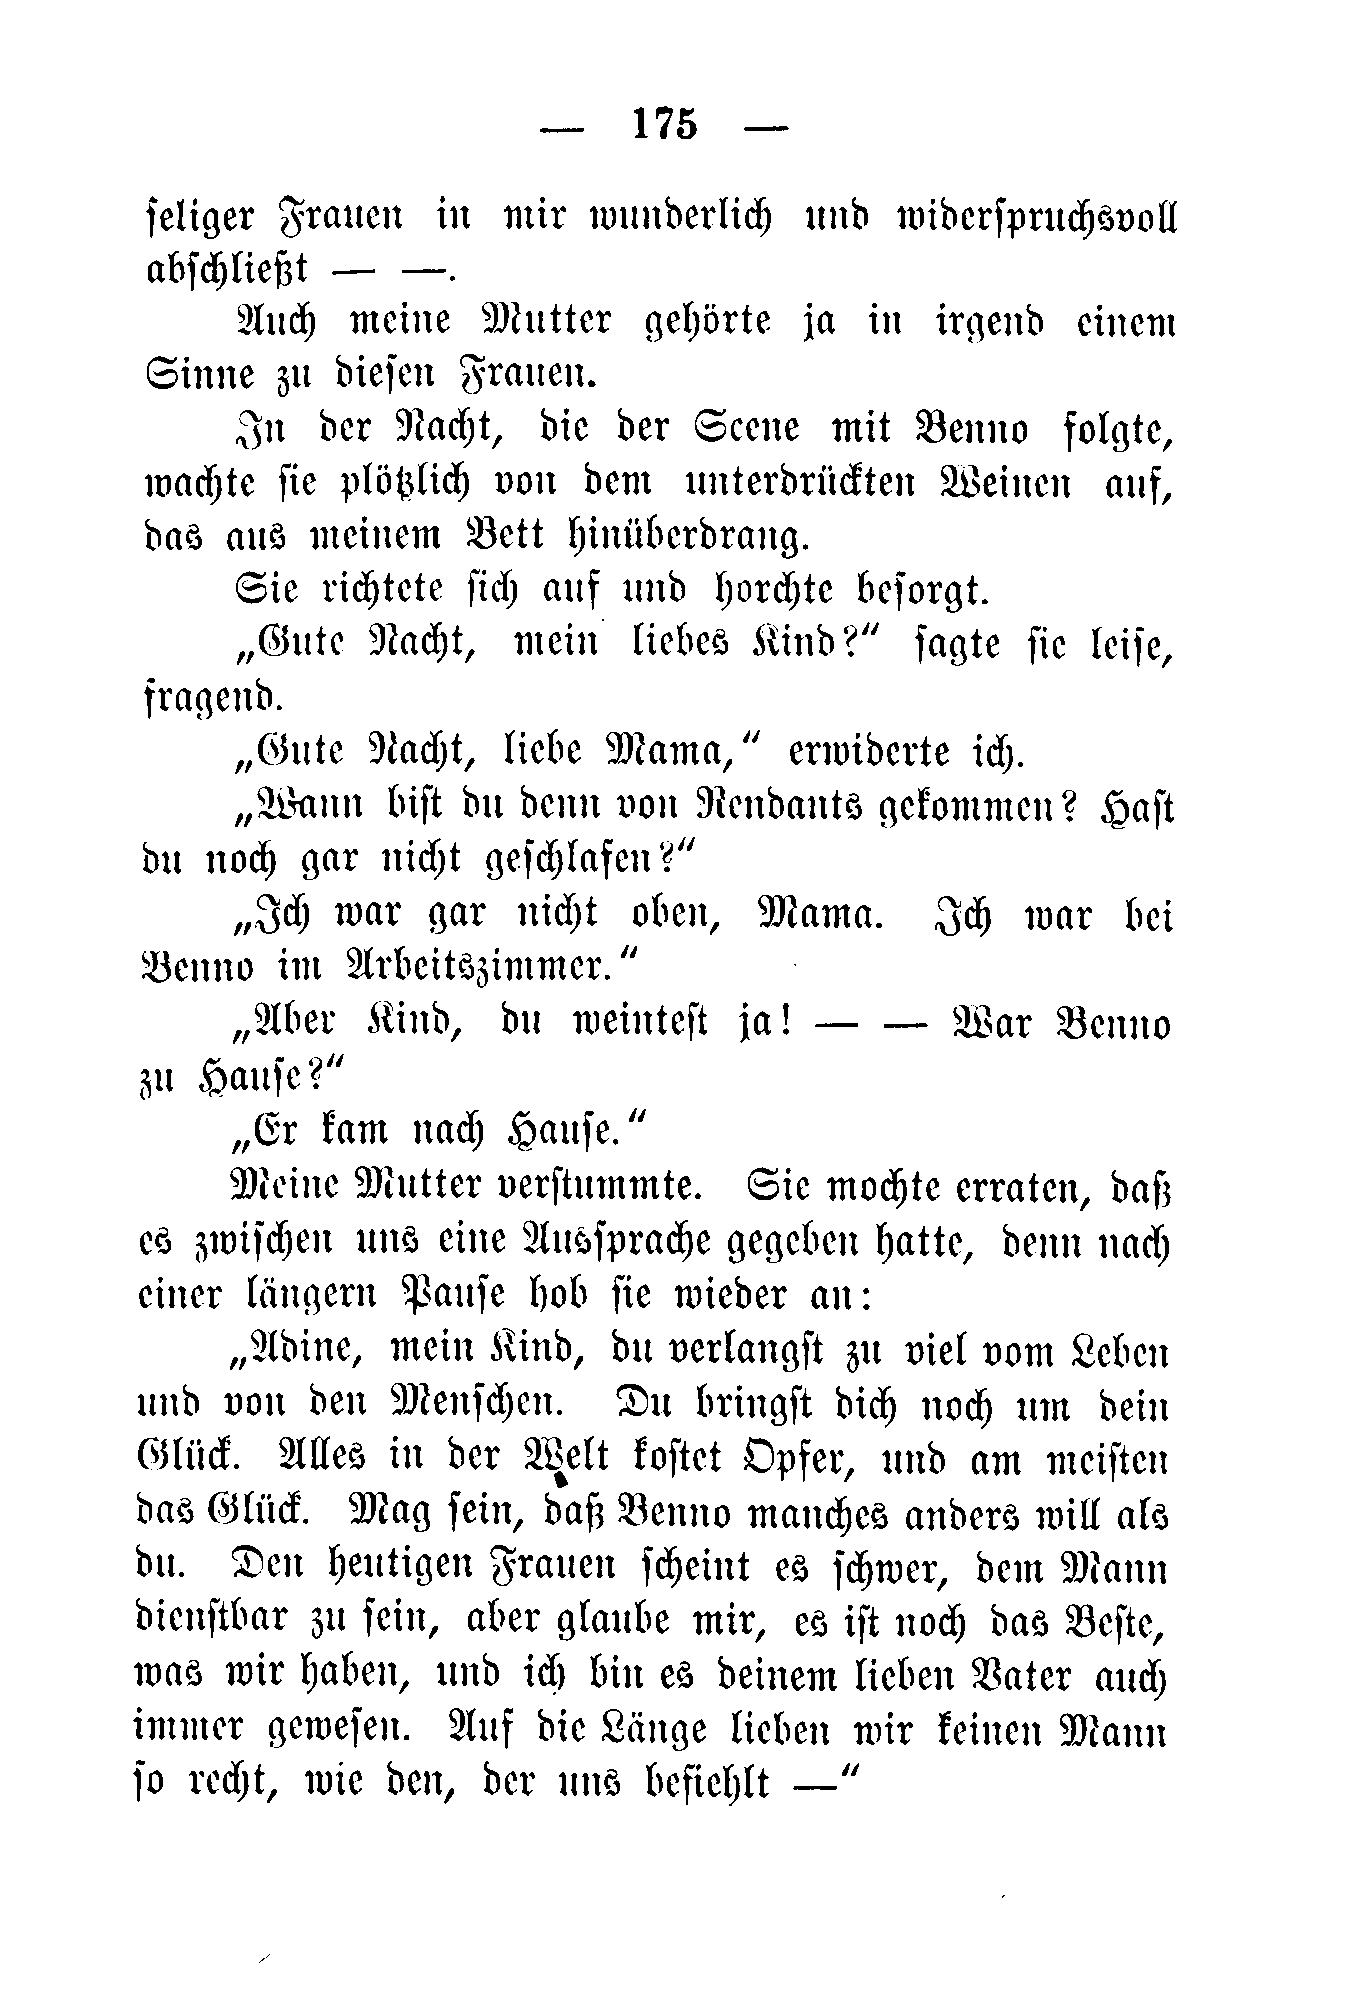 — 175 —
seliger Frauen in mir wunderlich und widerspruchsvoll
abschließt — —.
Auch meine Mutter gehörte ja in irgend einem
Sinne zu diesen Frauen.
In der Nacht, die der Scene mit Benno folgte,
wachte sie plötzlich von dem unterdrückten Weinen auf,
das aus meinem Bett hinüberdrang.
Sie richtete sich auf und horchte besorgt.
„Gute Nacht, mein liebes Kind?“ sagte sie leise,
fragend.
„Gute Nacht, liebe Mama,“ erwiderte ich.
„Wann bist du denn von Rendants gekommen? Hast
du noch gar nicht geschlafen?“
„Ich war gar nicht oben, Mama. Ich war bei
Benno im Arbeitszimmer.“
„Aber Kind, du weintest ja! — — War Benno
zu Hause?“
„Er kam nach Hause.“
Meine Mutter verstummte. Sie mochte erraten, daß
es zwischen uns eine Aussprache gegeben hatte, denn nach
einer längern Pause hob sie wieder an:
„Adine, mein Kind, du verlangst zu viel vom Leben
und von den Menschen. Du bringst dich noch um dein
Glück. Alles in der Welt kostet Opfer, und am meisten
das Glück. Mag sein, daß Benno manches anders will als
du. Den heutigen Frauen scheint es schwer, dem Mann
dienstbar zu sein, aber glaube mir, es ist noch das Beste,
was wir haben, und ich bin es deinem lieben Vater auch
immer gewesen. Auf die Länge lieben wir keinen Mann
so recht, wie den, der uns befiehlt —“